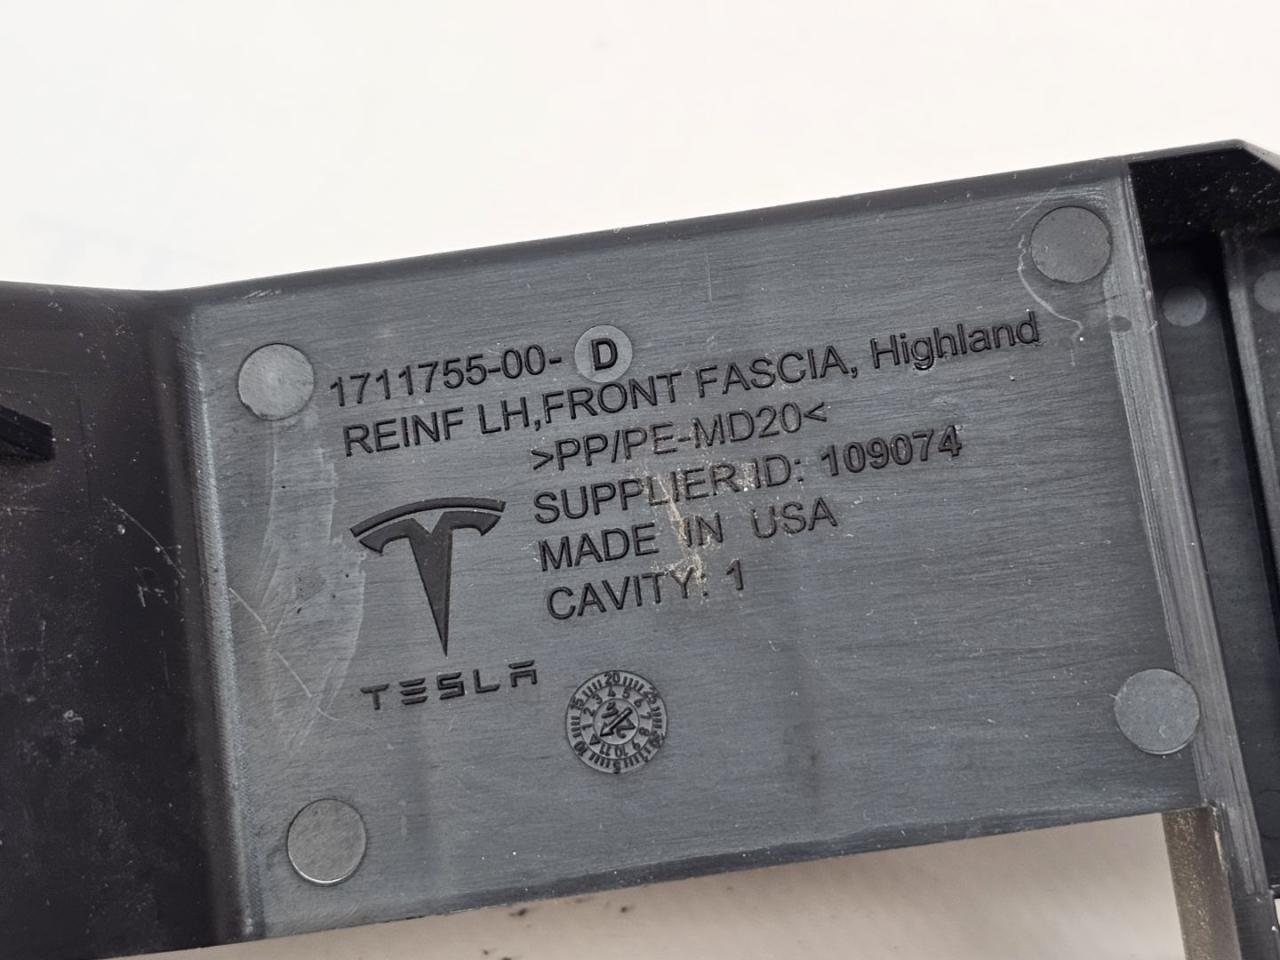 1711755-00-D
REINF LH,FRONT FASCIA, Highland
>PP/PE-MD20<
SUPPLIER ID: 109074
MADE IN USA
CAVITY: 1
TESLA